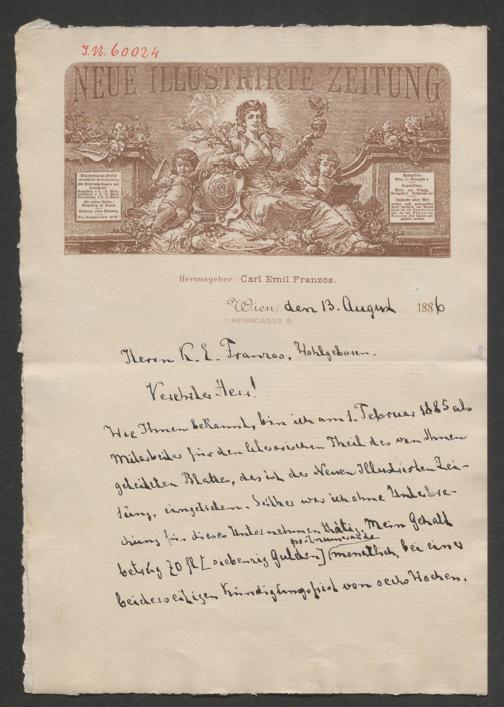 J.N. 60024
NEUE ILLUSTRIRTE ZEITUNG
Herausgeber: Carl Emil Franzos.
Wien, den 13. August 1886
I. RENNGASSE 5.
Herrn K. E. Franzos, Wohlgeboren.
Verehrter Herr!
Wie Ihnen bekannt, bin ich am 1. Februar 1885 als
Mitarbeiter für den literarischen Theil des von Ihnen
geleiteten Blattes, das ist der Neuen Illustrirten Zei-
tung, eingetreten. Seither war ich ohne Unterbre-
chung für dieses Unternehmen thätig. Mein Gehalt
betrug 70 fl [siebenzig Gulden] pränumerando monatlich, bei einer
beiderseitigen Kündigungsfrist von sechs Wochen.